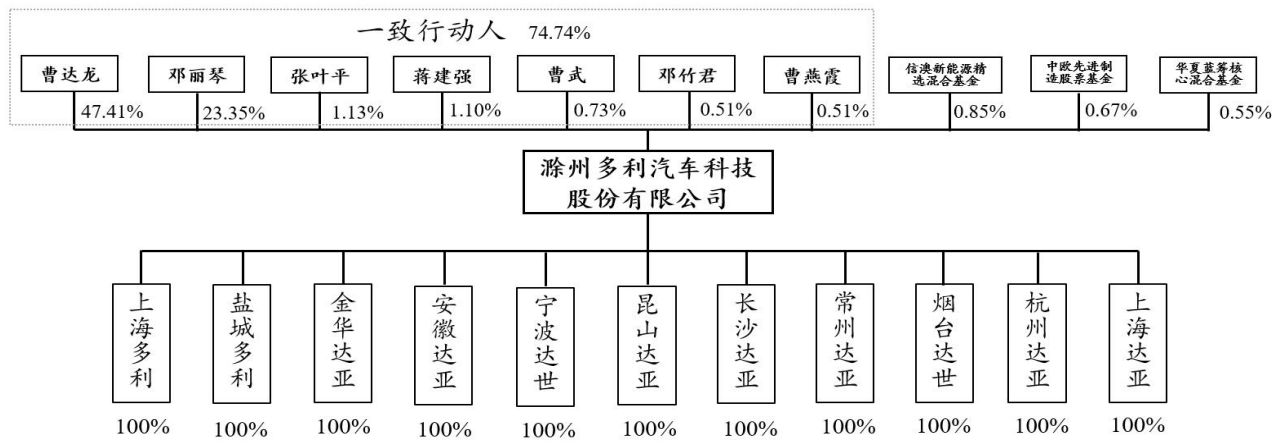 一致行动人 74.74%
曹达龙
邓丽琴
张叶平
蒋建强
曹武
邓竹君
曹燕霞
信澳新能源精
选混合基金
中欧先进制
造股票基金
华夏蓝筹核
心混合基金
47.41%
23.35%
1.13%
1.10%
0.73%
0.51%
0.51%
0.85%
0.67%
0.55%
滁州多利汽车科技
股份有限公司
上海多利
盐城多利
金华达亚
安徽达亚
宁波达世
昆山达亚
长沙达亚
常州达亚
烟台达世
杭州达亚
上海达亚
100%
100%
100%
100%
100%
100%
100%
100%
100%
100%
100%